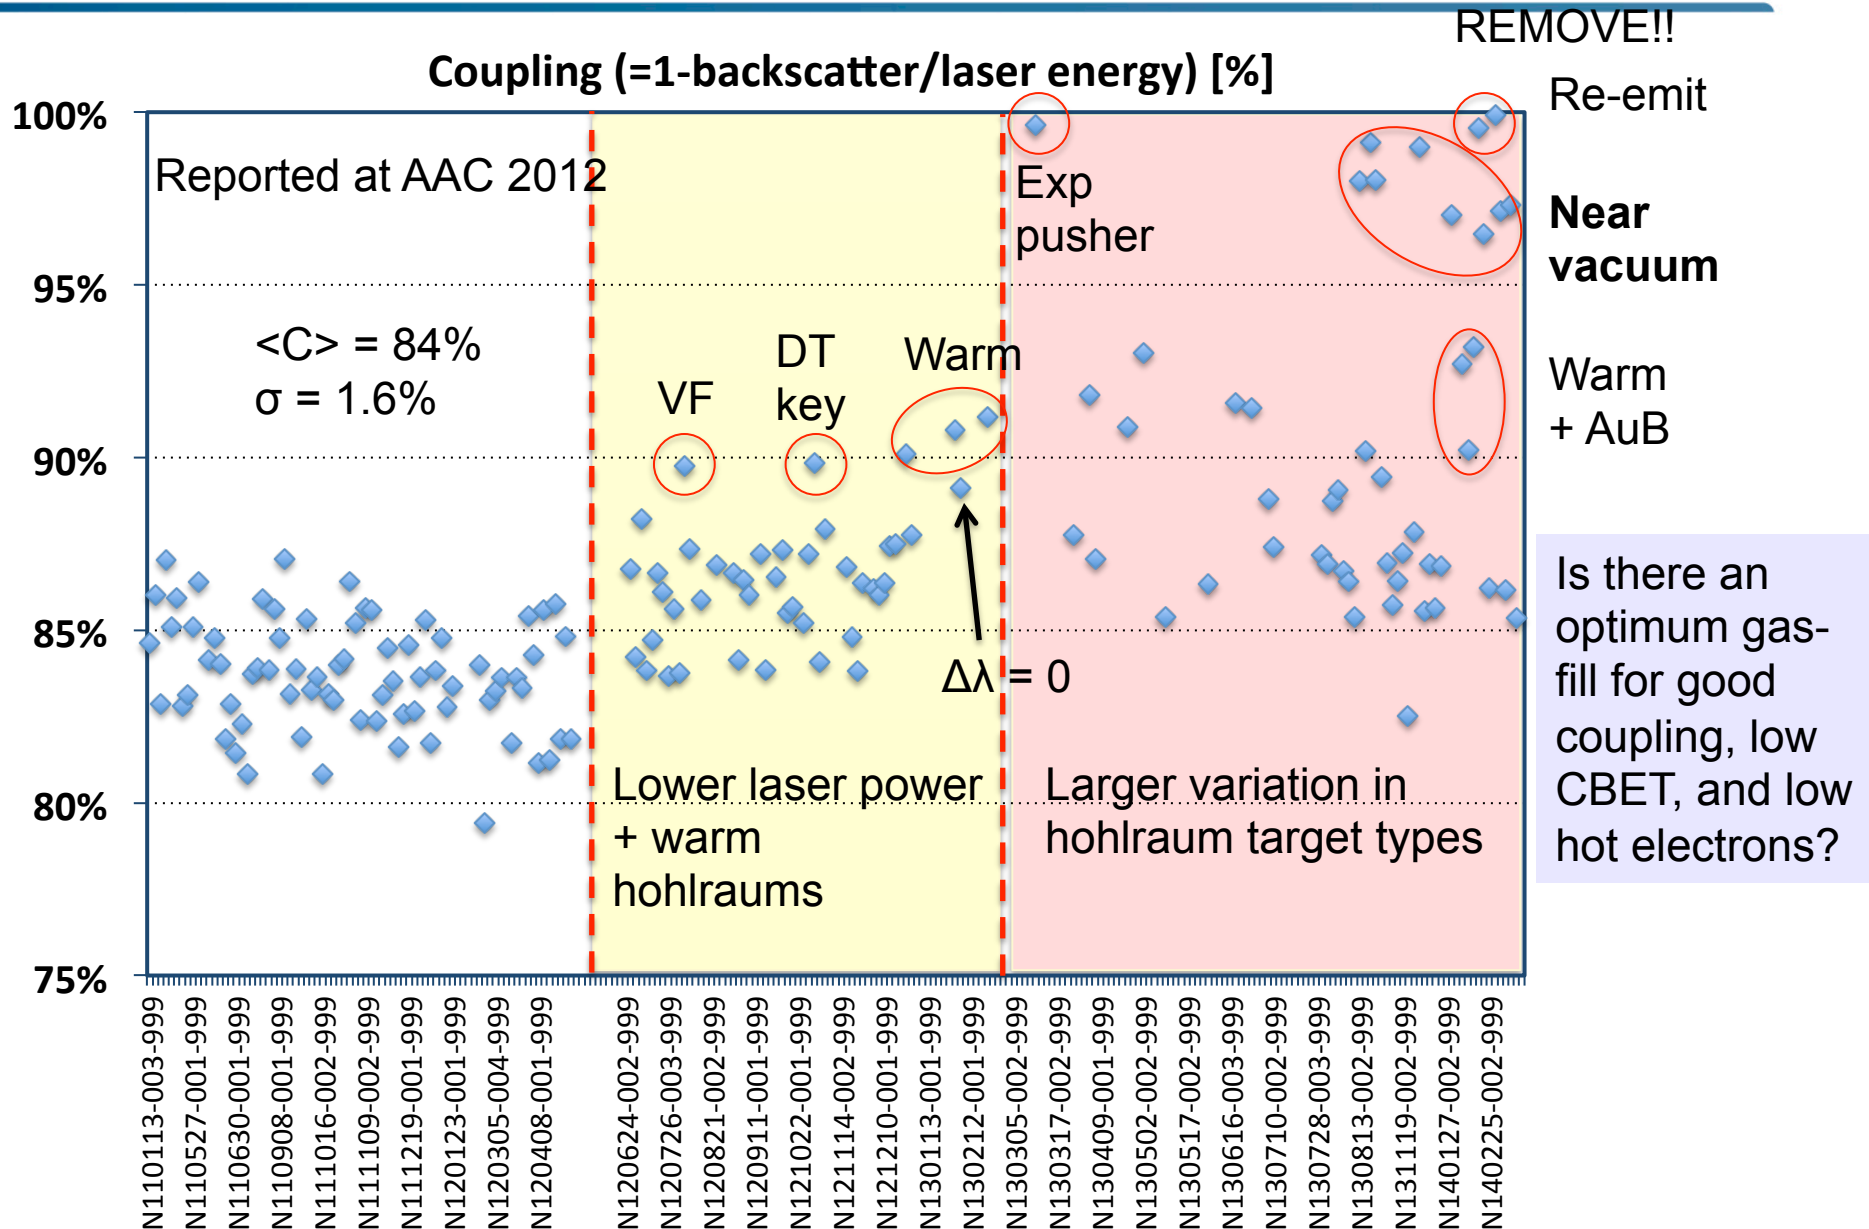 REMOVE!!
Coupling (=1-backscatter/laser energy) [%]
Re-emit
100%
95%
90%
85%
80%
75%
Reported at AAC 2012
<C> = 84%
σ = 1.6%
VF
DT
key
Warm
Δλ = 0
Lower laser power
+ warm
hohlraums
Exp
pusher
Larger variation in
hohlraum target types
Near
vacuum
Warm
+ AuB
Is there an
optimum gas-
fill for good
coupling, low
CBET, and low
hot electrons?
N110113-003-999
N110527-001-999
N110630-001-999
N110908-001-999
N111016-002-999
N111109-002-999
N111219-001-999
N120123-001-999
N120305-004-999
N120408-001-999
N120624-002-999
N120726-003-999
N120821-002-999
N120911-001-999
N121022-001-999
N121114-002-999
N121210-001-999
N130113-001-999
N130212-001-999
N130305-002-999
N130317-002-999
N130409-001-999
N130502-002-999
N130517-002-999
N130616-003-999
N130710-002-999
N130728-003-999
N130813-002-999
N131119-002-999
N140127-002-999
N140225-002-999